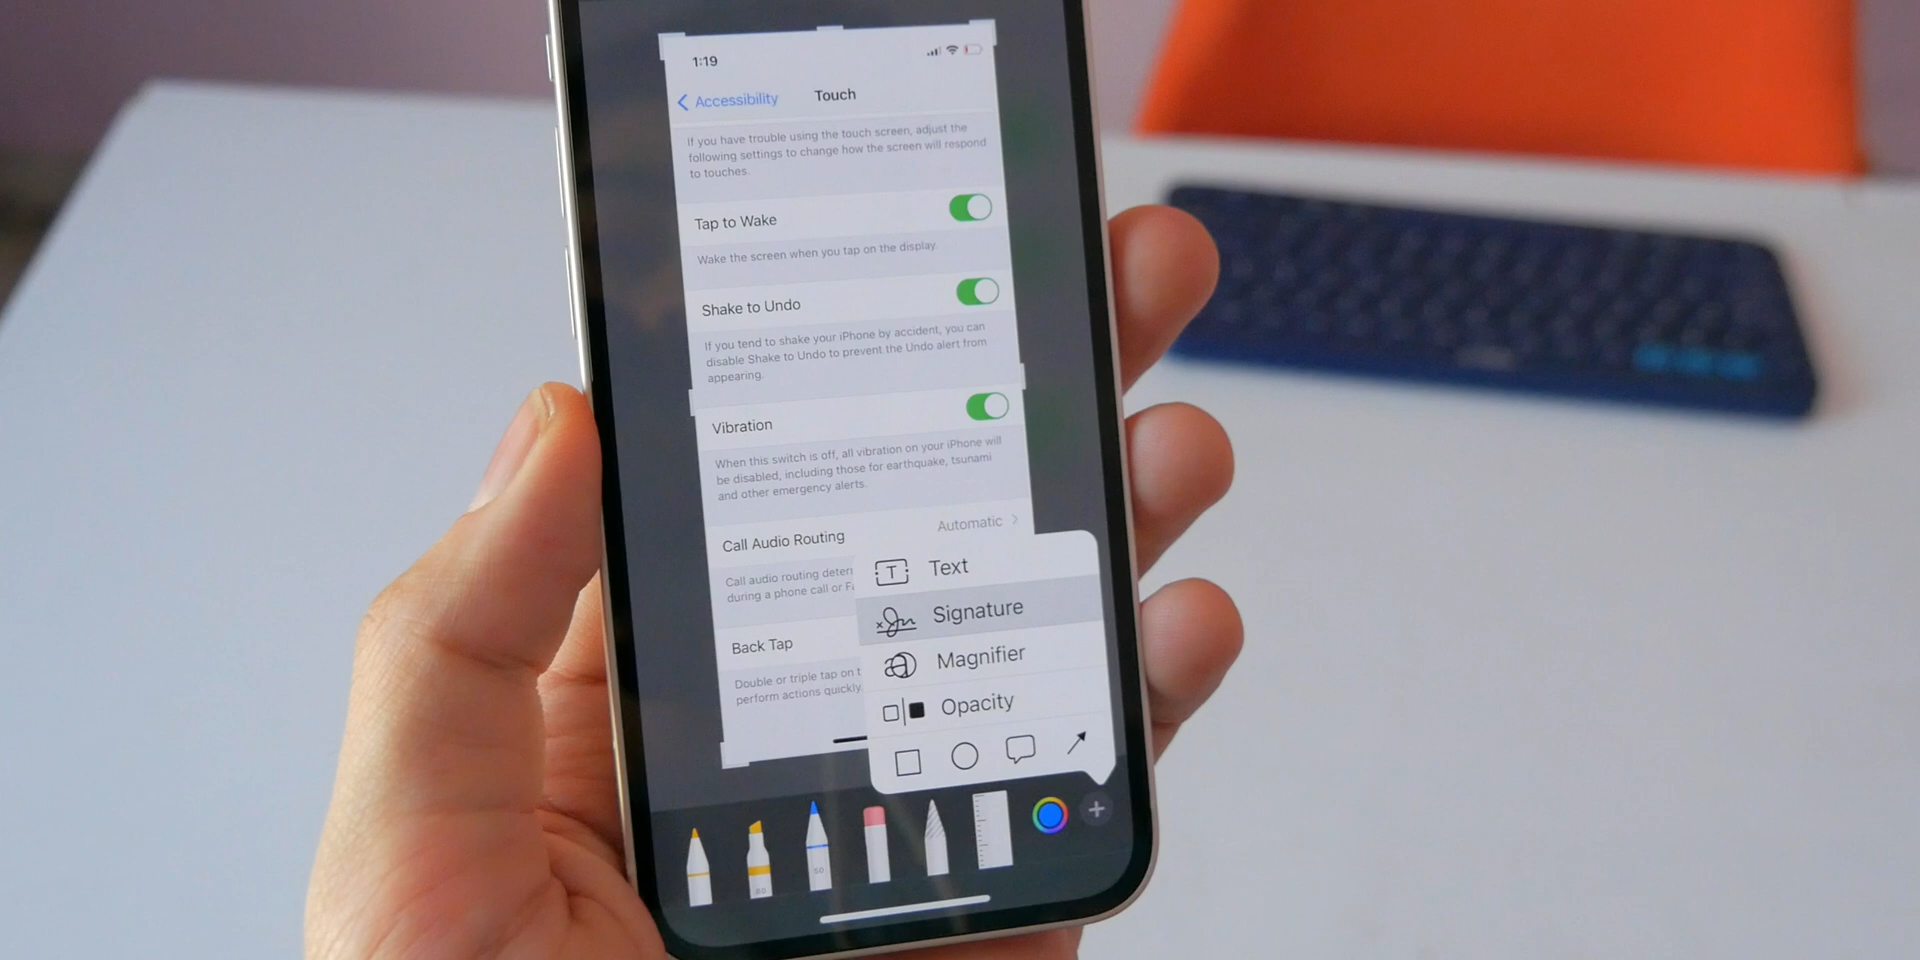 1:19
Accessibility
Touch
If you have trouble using the touch screen, adjust the
following settings to change how the screen will respond
to touches.
Tap to Wake
Wake the screen when you tap on the display.
Shake to Undo
If you tend to shake your iPhone by accident, you can
disable Shake to Undo to prevent the Undo alert from
appearing.
Vibration
When this switch is off, all vibration on your iPhone will
be disabled, including those for earthquake, tsunami
and other emergency alerts.
Call Audio Routing
Automatic
Call audio routing deter
during a phone call or Fa
Back Tap
Double or triple tap on t
perform actions quickly.
T Text
Signature
Magnifier
Opacity
80
50